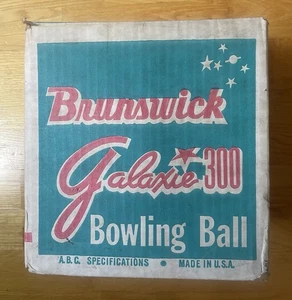 Brunswick
Galaxie 300
Bowling Ball
A.B.C. SPECIFICATIONS • MADE IN U.S.A.